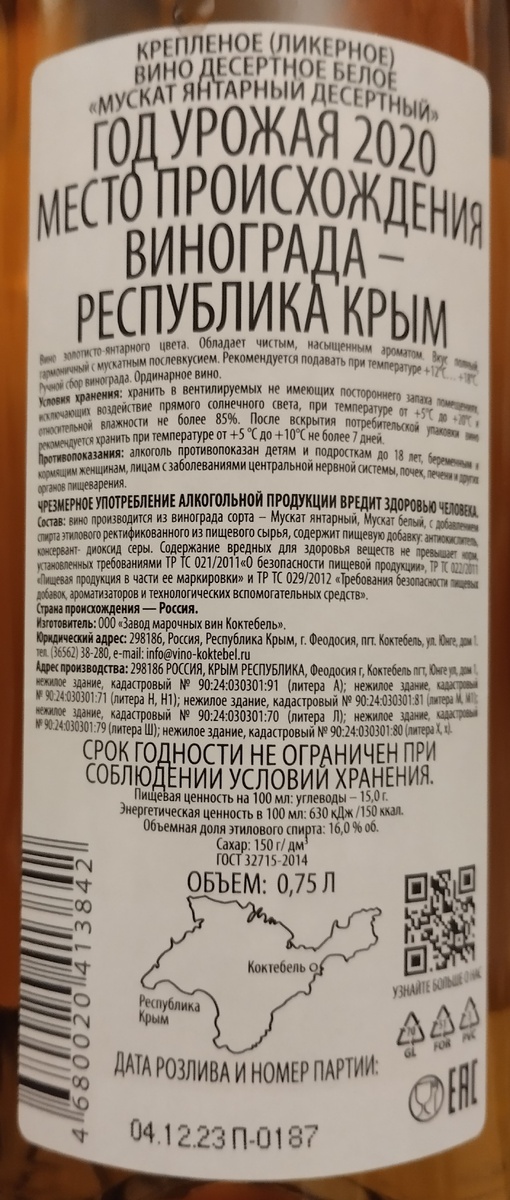 КРЕПЛЕНОЕ (ЛИКЕРНОЕ)
ВИНО ДЕСЕРТНОЕ БЕЛОЕ
«МУСКАТ ЯНТАРНЫЙ ДЕСЕРТНЫЙ»
ГОД УРОЖАЯ 2020
МЕСТО ПРОИСХОЖДЕНИЯ
ВИНОГРАДА –
РЕСПУБЛИКА КРЫМ
Вино золотисто-янтарного цвета. Обладает чистым, насыщенным ароматом. Вкус полный,
гармоничный с мускатным послевкусием. Рекомендуется подавать при температуре +12°С... +18°С
Ручной сбор винограда. Ординарное вино.
Условия хранения: хранить в вентилируемых не имеющих постороннего запаха помещениях,
исключающих воздействие прямого солнечного света, при температуре от +5°С до +20°С и
относительной влажности не более 85%. После вскрытия потребительской упаковки вино
рекомендуется хранить при температуре от +5 °С до +10°С не более 7 дней.
Противопоказания: алкоголь противопоказан детям и подросткам до 18 лет, беременным и
кормящим женщинам, лицам с заболеваниями центральной нервной системы, почек, печени и других
органов пищеварения.
ЧРЕЗМЕРНОЕ УПОТРЕБЛЕНИЕ АЛКОГОЛЬНОЙ ПРОДУКЦИИ ВРЕДИТ ЗДОРОВЬЮ ЧЕЛОВЕКА.
Состав: вино производится из винограда сорта – Мускат янтарный, Мускат белый, с добавлением
спирта этилового ректификованного из пищевого сырья, содержит пищевую добавку: антиокислитель,
консервант- диоксид серы. Содержание вредных для здоровья веществ не превышает норм,
установленных требованиями ТР ТС 021/2011«О безопасности пищевой продукции», ТР ТС 022/2011
«Пищевая продукция в части ее маркировки» и ТР ТС 029/2012 «Требования безопасности пищевых
добавок, ароматизаторов и технологических вспомогательных средств».
Страна происхождения — Россия.
Изготовитель: ООО «Завод марочных вин Коктебель».
Юридический адрес: 298186, Россия, Республика Крым, г. Феодосия, пгт. Коктебель, ул. Юнге, дом 1.
тел. (36562) 38-280, e-mail: info@vino-koktebel.ru
Адрес производства: 298186 РОССИЯ, КРЫМ РЕСПУБЛИКА, Феодосия г, Коктебель пгт, Юнге ул, дом 1,
нежилое здание, кадастровый № 90:24:030301:91 (литера А); нежилое здание, кадастровый
№ 90:24:030301:71 (литера Н, Н1); нежилое здание, кадастровый № 90:24:030301:81 (литера М, М1);
нежилое здание, кадастровый № 90:24:030301:70 (литера Л); нежилое здание, кадастровый
№ 90:24:030301:79 (литера Ш); нежилое здание, кадастровый № 90:24:030301:80 (литера Х, х).
СРОК ГОДНОСТИ НЕ ОГРАНИЧЕН ПРИ
СОБЛЮДЕНИИ УСЛОВИЙ ХРАНЕНИЯ.
Пищевая ценность на 100 мл: углеводы – 15,0 г.
Энергетическая ценность в 100 мл: 630 кДж /150 ккал.
Объемная доля этилового спирта: 16,0 % об.
Сахар: 150 г/ дм³
ГОСТ 32715-2014
ОБЪЕМ: 0,75 Л
Коктебель
Республика
Крым
УЗНАЙТЕ БОЛЬШЕ О НАС
GL
FOR
PVC
EAC
ДАТА РОЗЛИВА И НОМЕР ПАРТИИ:
04.12.23 П-0187
4 680020 413842